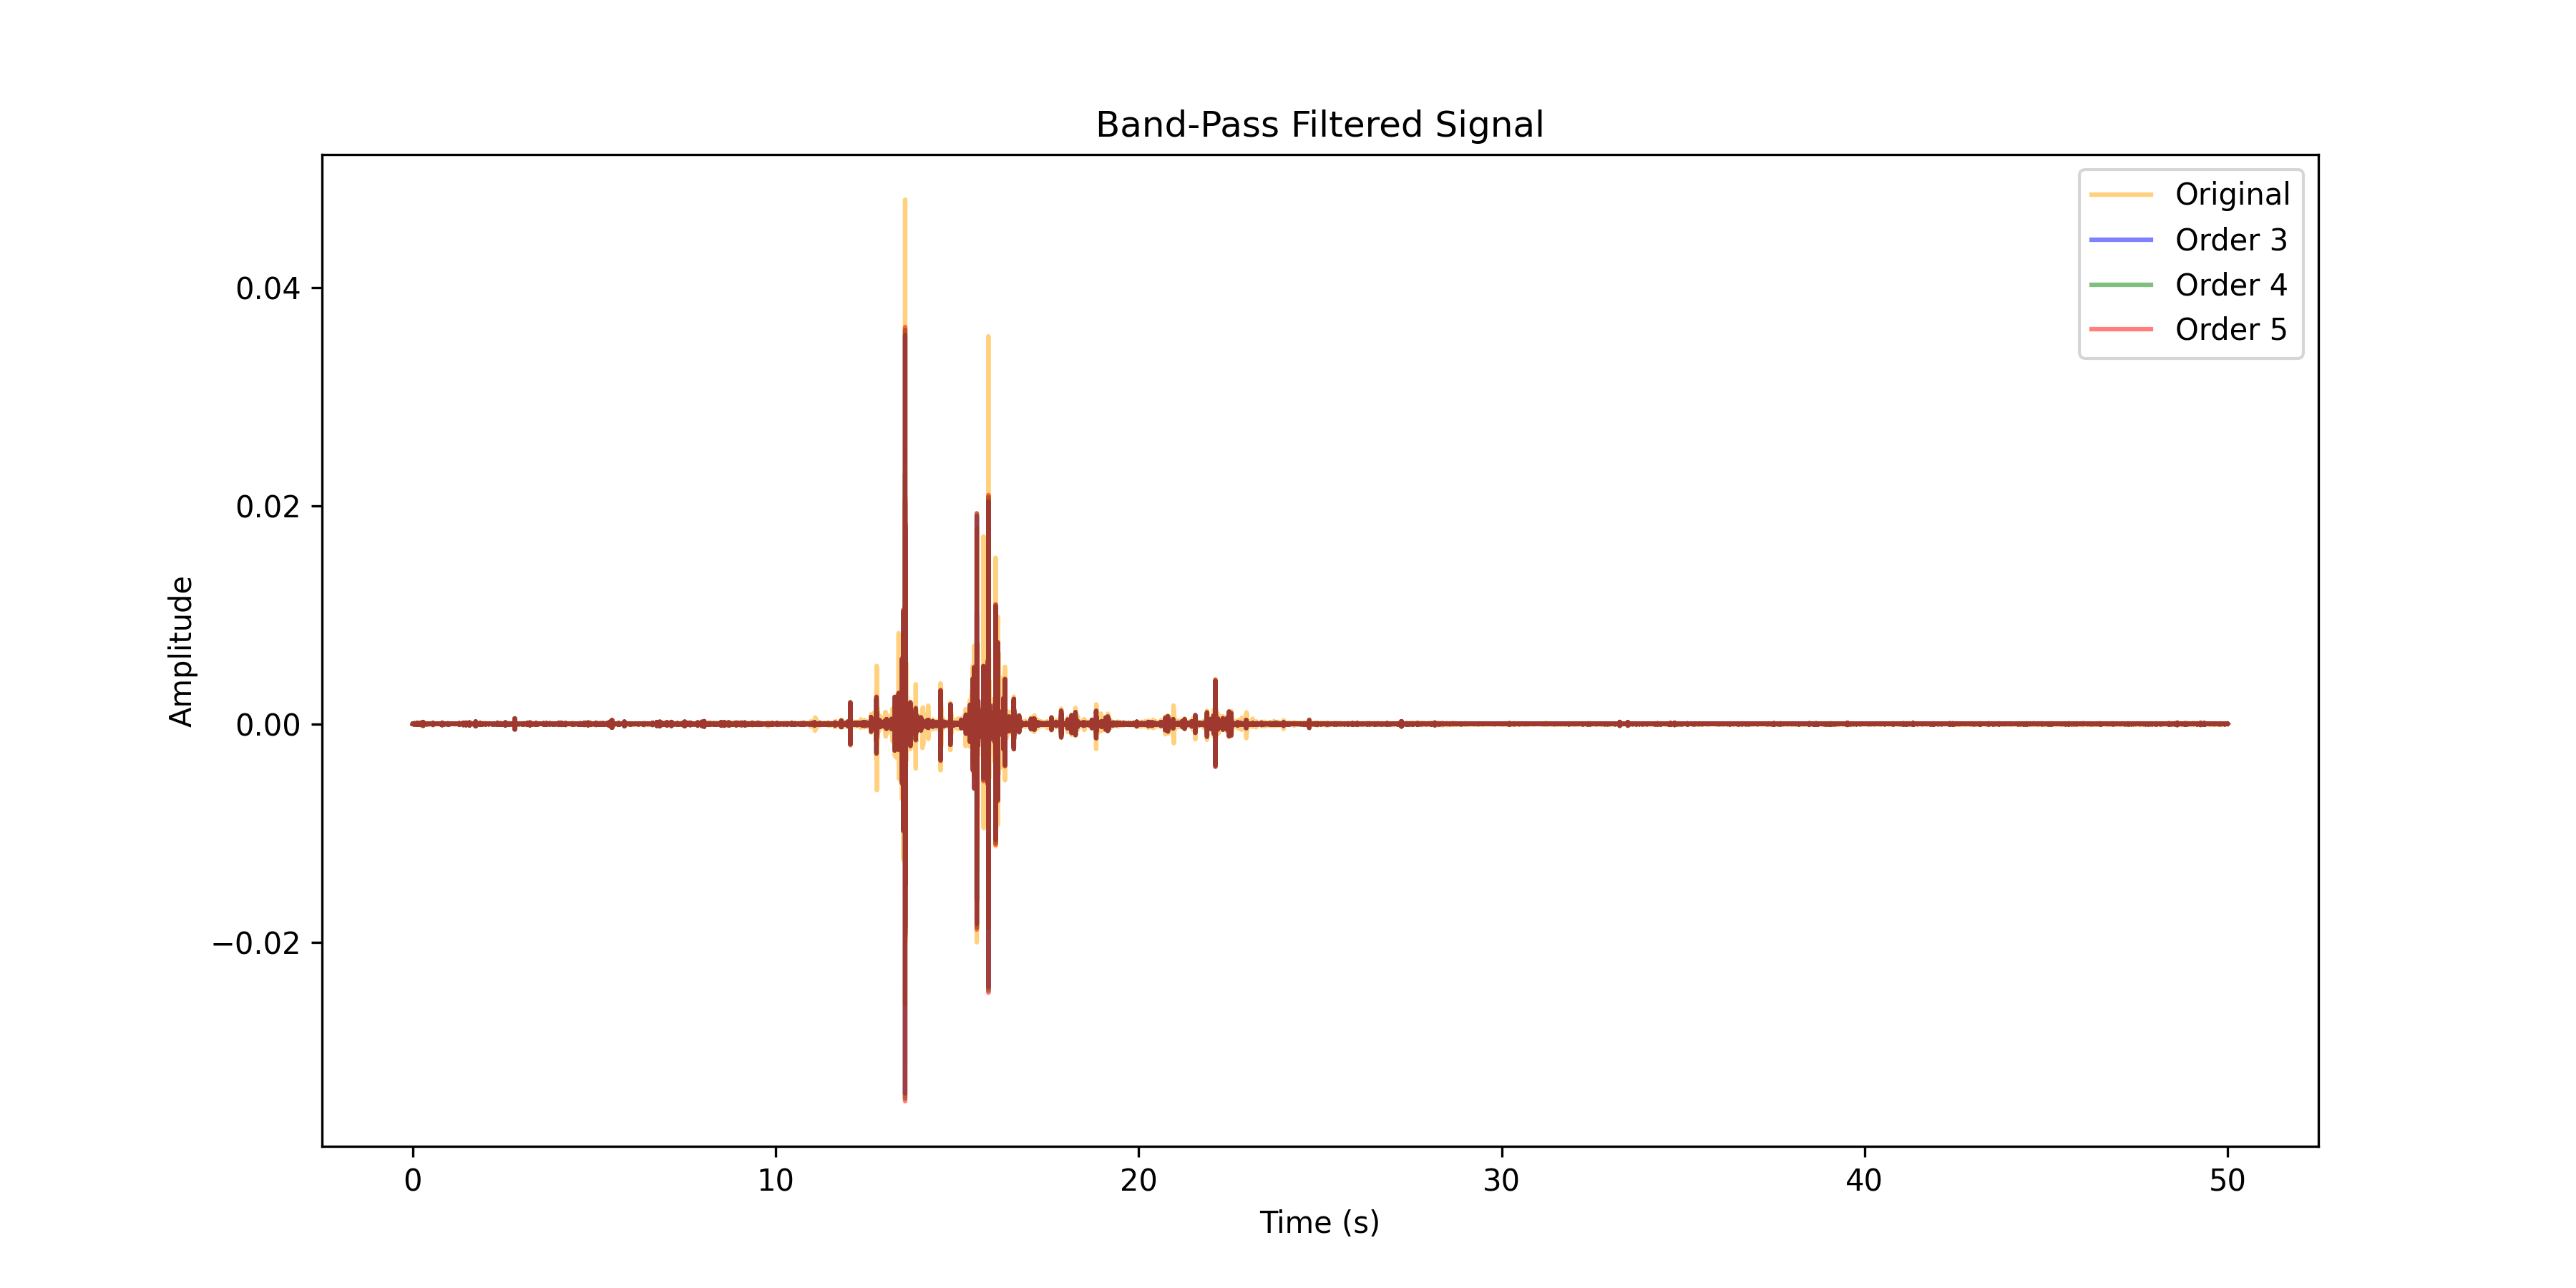 Band-Pass Filtered Signal
Original
Order 3
Order 4
Order 5
0.04
0.02
0.00
−0.02
Amplitude
0 10 20 30 40 50
Time (s)